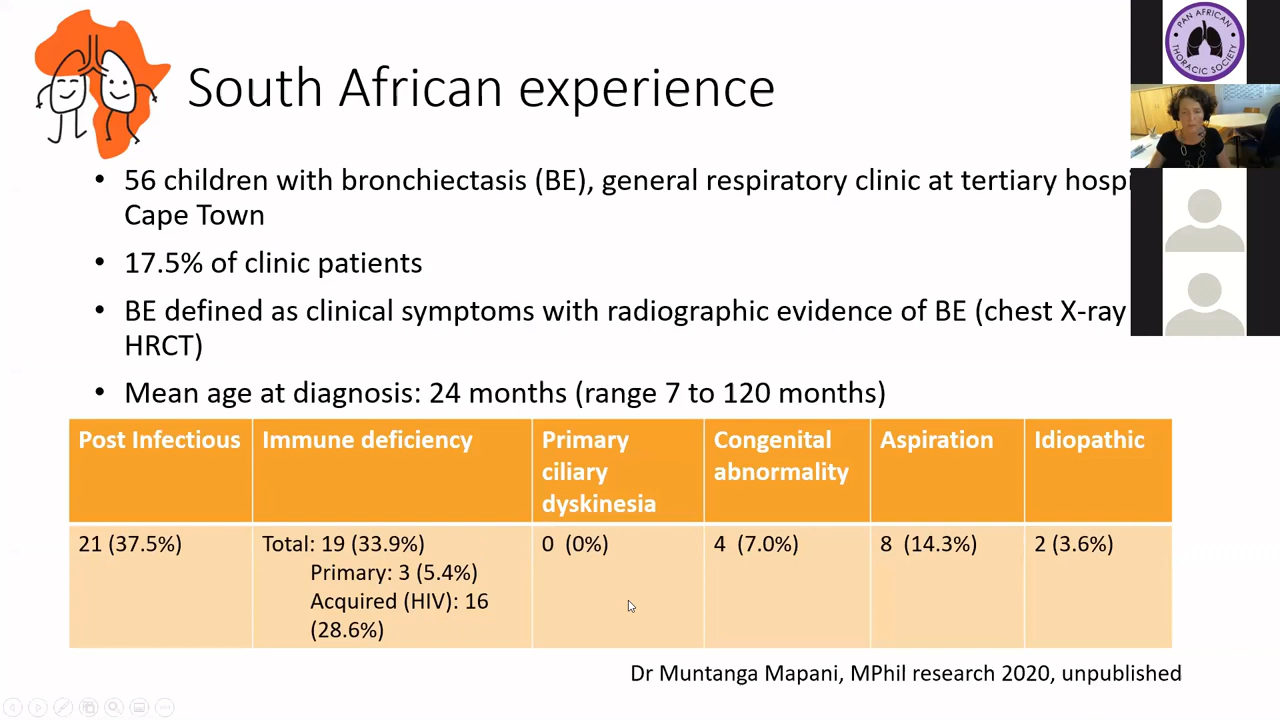 PAN AFRICAN
THORACIC SOCIETY
South African experience
• 56 children with bronchiectasis (BE), general respiratory clinic at tertiary
Cape Town
• 17.5% of clinic patients
• BE defined as clinical symptoms with radiographic evidence of BE (chest X-ray
HRCT)
• Mean age at diagnosis: 24 months (range 7 to 120 months)
Post Infectious
Immune deficiency
Primary
ciliary
dyskinesia
Congenital
abnormality
Aspiration
Idiopathic
21 (37.5%)
Total: 19 (33.9%)
Primary: 3 (5.4%)
Acquired (HIV): 16
(28.6%)
0 (0%)
4 (7.0%)
8 (14.3%)
2 (3.6%)
Dr Muntanga Mapani, MPhil research 2020, unpublished